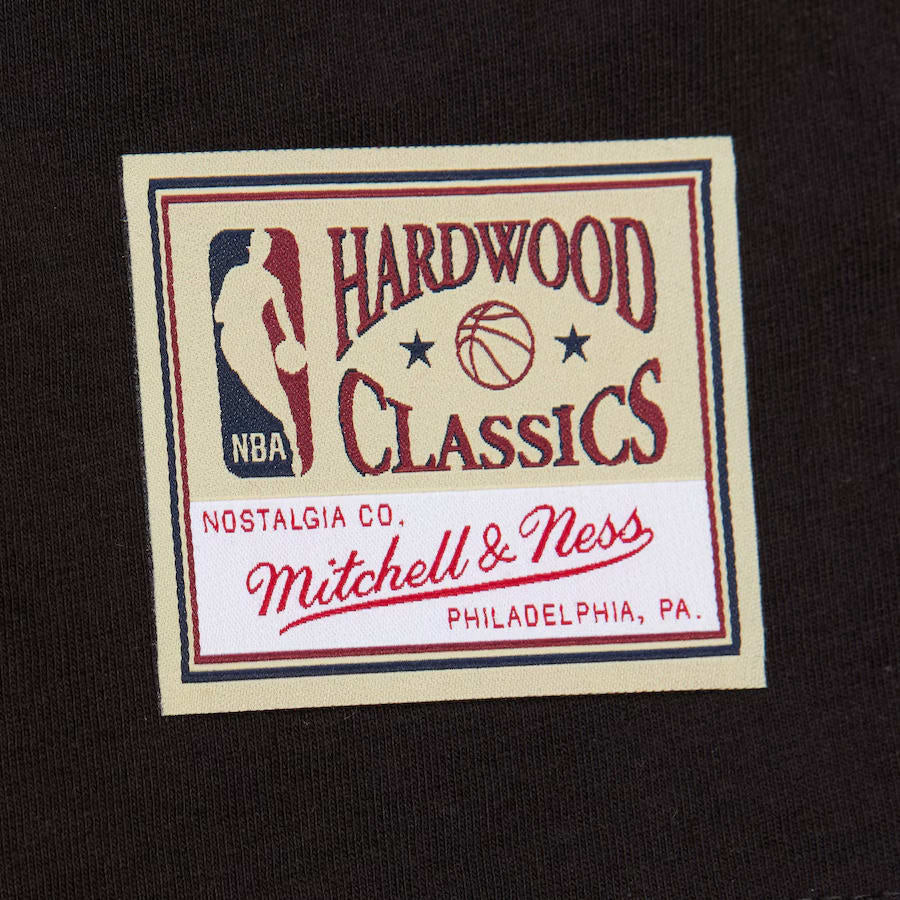 HARDWOOD
CLASSICS
NBA
NOSTALGIA CO.
Mitchell & Ness
PHILADELPHIA, PA.